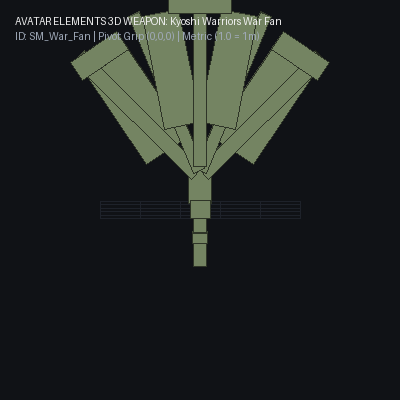 AVATAR ELEMENTS 3D WEAPON: Kyoshi Warriors War Fan
ID: SM_War_Fan | Pivot Grip (0,0,0) | Metric (1.0 = 1m)